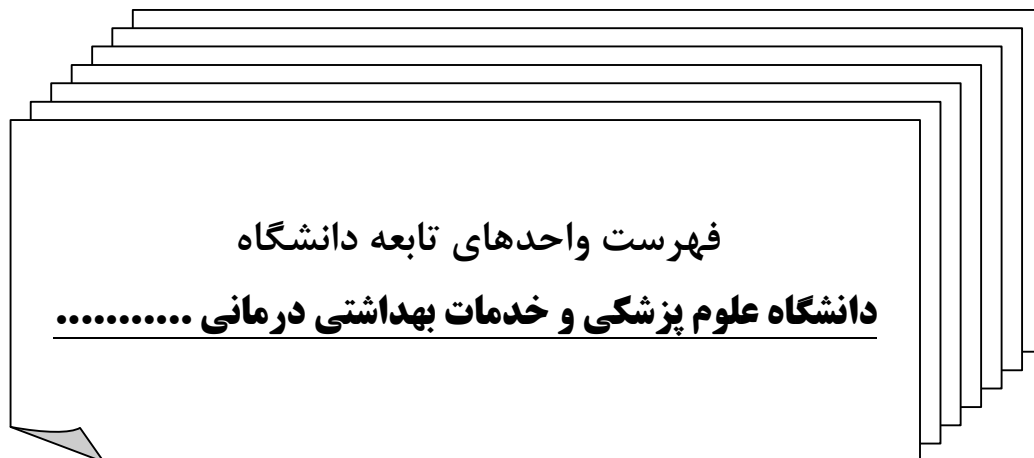 فهرست واحدهای تابعه دانشگاه
دانشگاه علوم پزشکی و خدمات بهداشتی درمانی ...........